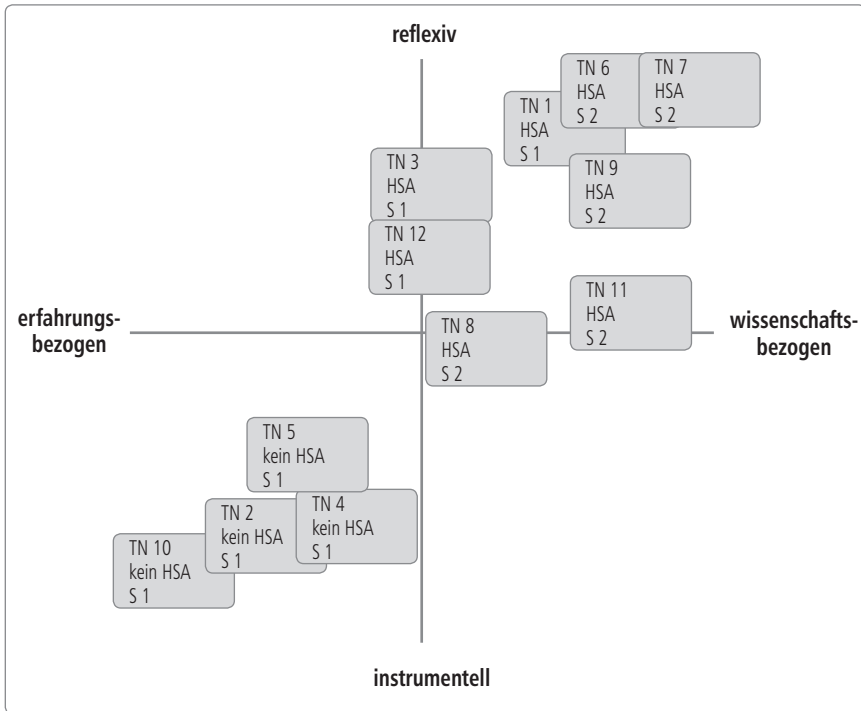 reflexiv
TN 6
HSA
S 2
TN 7
HSA
S 2
TN 1
HSA
S 1
TN 3
HSA
S 1
TN 9
HSA
S 2
TN 12
HSA
S 1
TN 11
HSA
S 2
erfahrungs-
bezogen
wissenschafts-
bezogen
TN 8
HSA
S 2
TN 5
kein HSA
S 1
TN 4
kein HSA
S 1
TN 2
kein HSA
S 1
TN 10
kein HSA
S 1
instrumentell